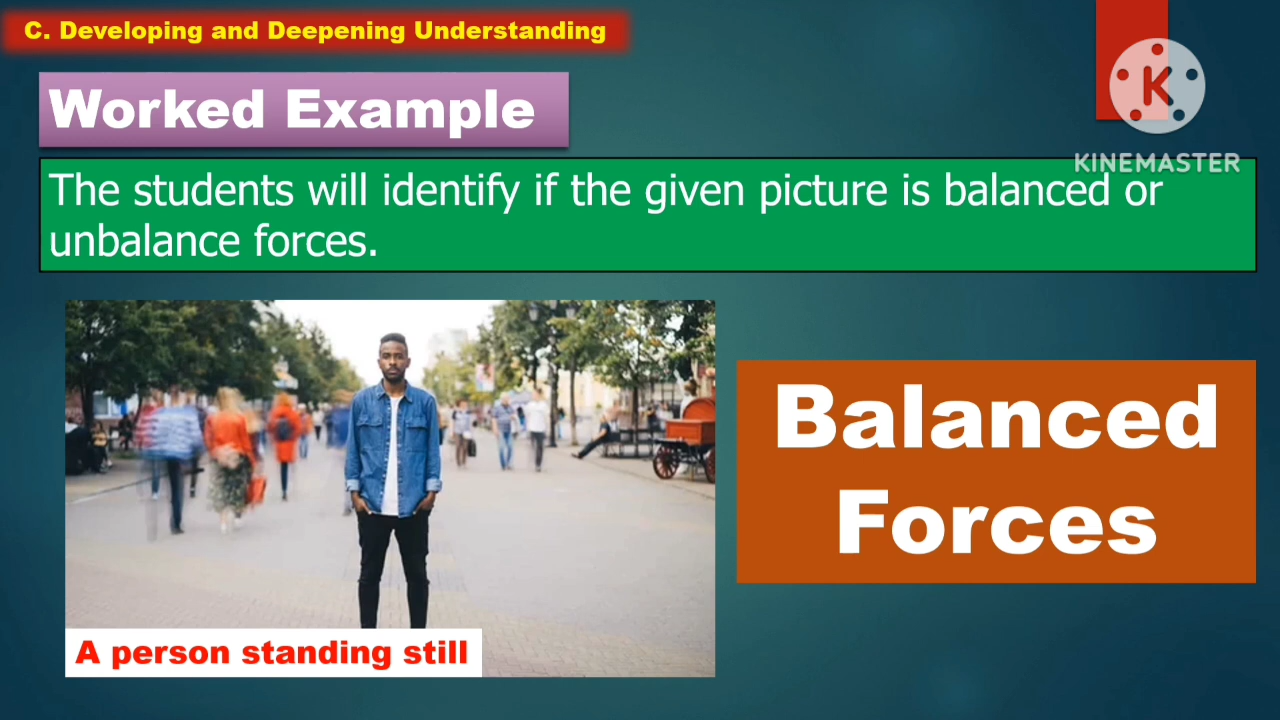 C. Developing and Deepening Understanding
K
KINEMASTER
Worked Example
The students will identify if the given picture is balanced or
unbalance forces.
Balanced
Forces
A person standing still